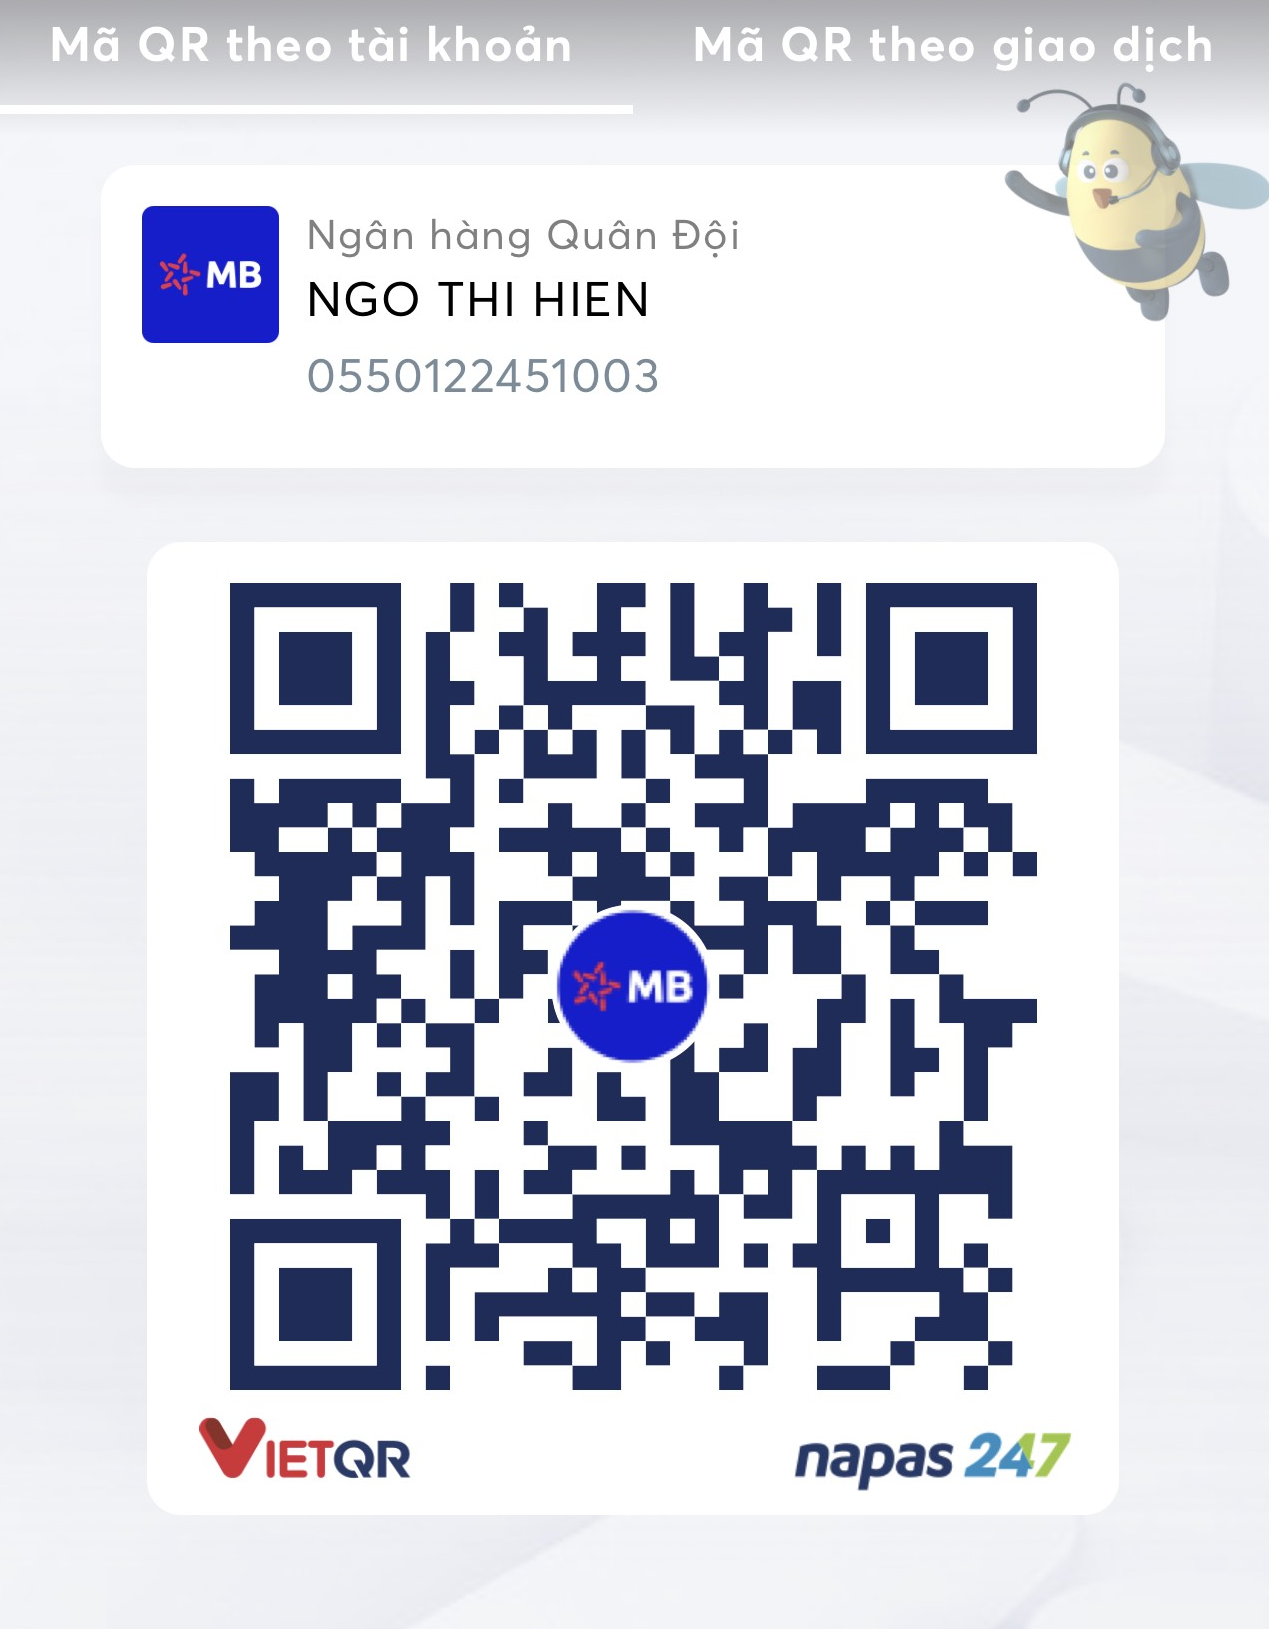 Mã QR theo tài khoản
Mã QR theo giao dịch
MB
Ngân hàng Quân Đội
NGO THI HIEN
0550122451003
MB
VIETQR
napas 247